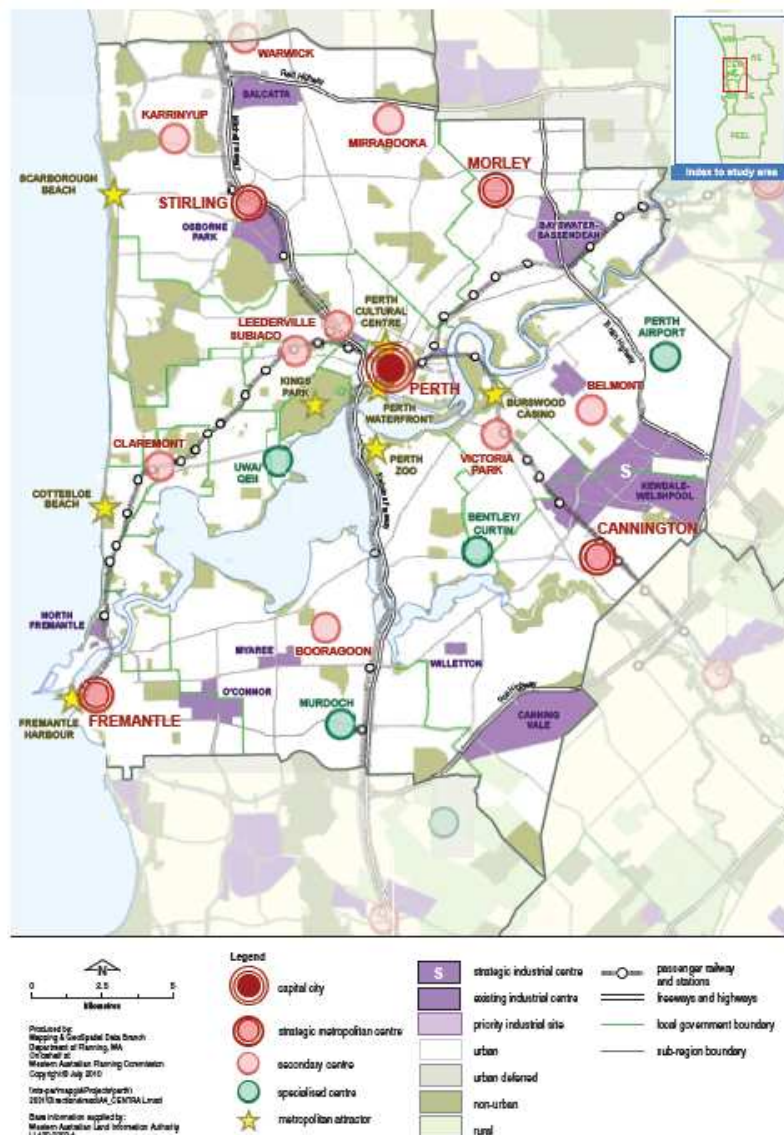 WARWICK
Reid Highway
BALCATTA
KARRINYUP
MIRRABOOKA
MORLEY
PEEL
Index to study area
SCARBOROUGH
BEACH
STIRLING
OSBORNE
PARK
BAYSWATER-
BASSENDEAN
LEEDERVILLE
SUBIACO
PERTH
CULTURAL
CENTRE
PERTH
AIRPORT
KINGS
PARK
PERTH
PERTH
WATERFRONT
BURSWOOD
CASINO
BELMONT
CLAREMONT
UWA/
QEII
PERTH
ZOO
VICTORIA
PARK
S
KEWDALE-
WELSHPOOL
COTTESLOE
BEACH
BENTLEY/
CURTIN
CANNINGTON
NORTH
FREMANTLE
MYAREE
BOORAGOON
WILLETTON
O'CONNOR
FREMANTLE
FREMANTLE
HARBOUR
MURDOCH
CANNING
VALE
N
0 2 5
kilometres
Produced by:
Mapping & GeoSpatial Data Branch
Department of Planning, WA
On behalf of:
Western Australian Planning Commission
Copyright © July 2010
Base information supplied by:
Western Australian Land Information Authority
Legend
capital city
strategic metropolitan centre
secondary centre
specialised centre
metropolitan attractor
S strategic industrial centre
existing industrial centre
priority industrial site
urban
urban deferred
non-urban
rural
passenger railway
and stations
freeways and highways
local government boundary
sub-region boundary